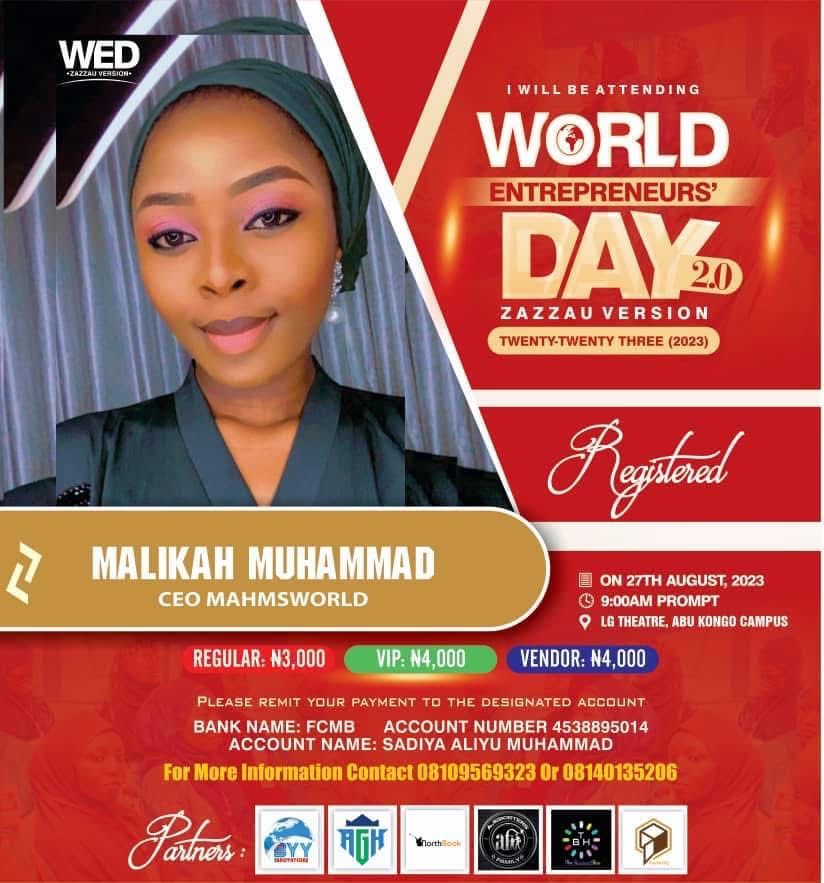 WED
•ZAZZAU VERSION•
I WILL BE ATTENDING
WORLD
ENTREPRENEURS'
DAY 2.0
ZAZZAU VERSION
TWENTY-TWENTY THREE (2023)
Registered
MALIKAH MUHAMMAD
CEO MAHMSWORLD
ON 27TH AUGUST, 2023
9:00AM PROMPT
LG THEATRE, ABU KONGO CAMPUS
REGULAR: ₦3,000 VIP: ₦4,000 VENDOR: ₦4,000
PLEASE REMIT YOUR PAYMENT TO THE DESIGNATED ACCOUNT
BANK NAME: FCMB ACCOUNT NUMBER 4538895014
ACCOUNT NAME: SADIYA ALIYU MUHAMMAD
For More Information Contact 08109569323 Or 08140135206
Partners :
INNOVATIONS
AGH
NorthBook
FAMILY
TBH